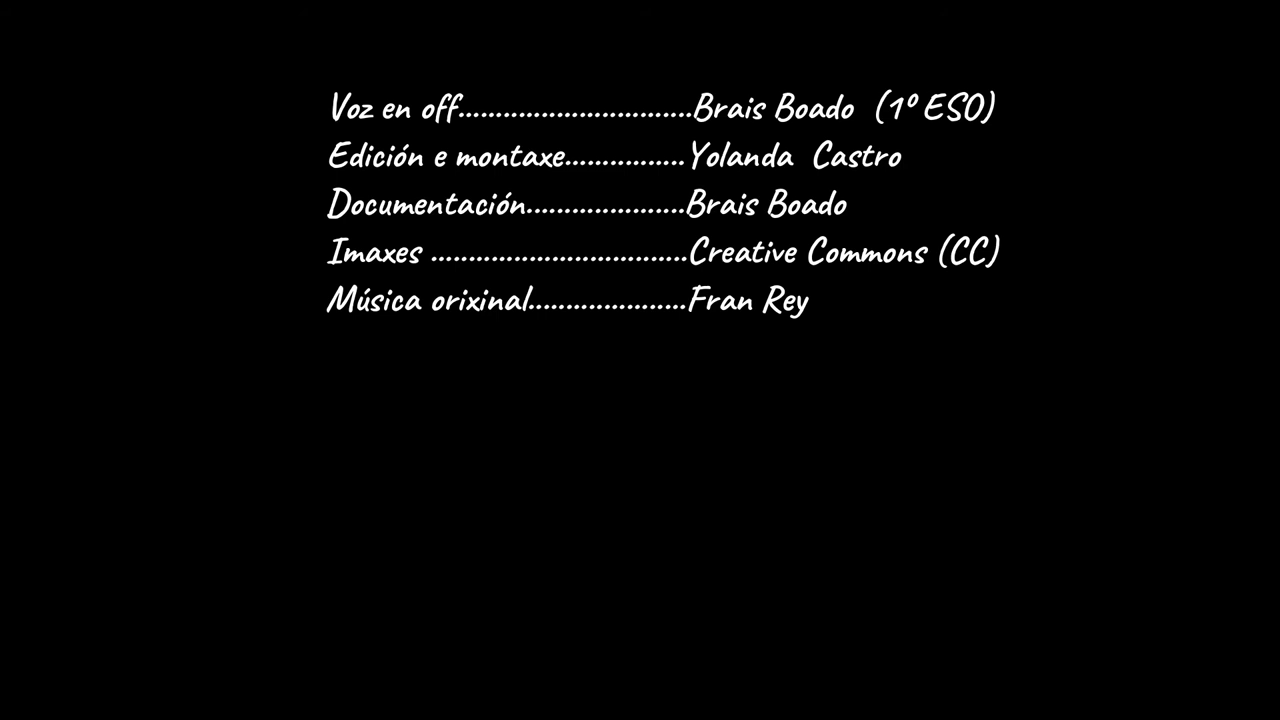 Voz en off...............................Brais Boado (1º ESO)
Edición e montaxe................Yolanda Castro
Documentación.....................Brais Boado
Imaxes ..................................Creative Commons (CC)
Música orixinal.....................Fran Rey